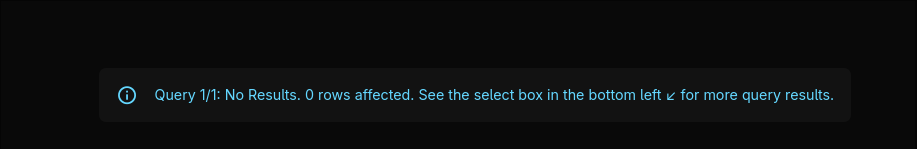 Query 1/1: No Results. 0 rows affected. See the select box in the bottom left ↙ for more query results.